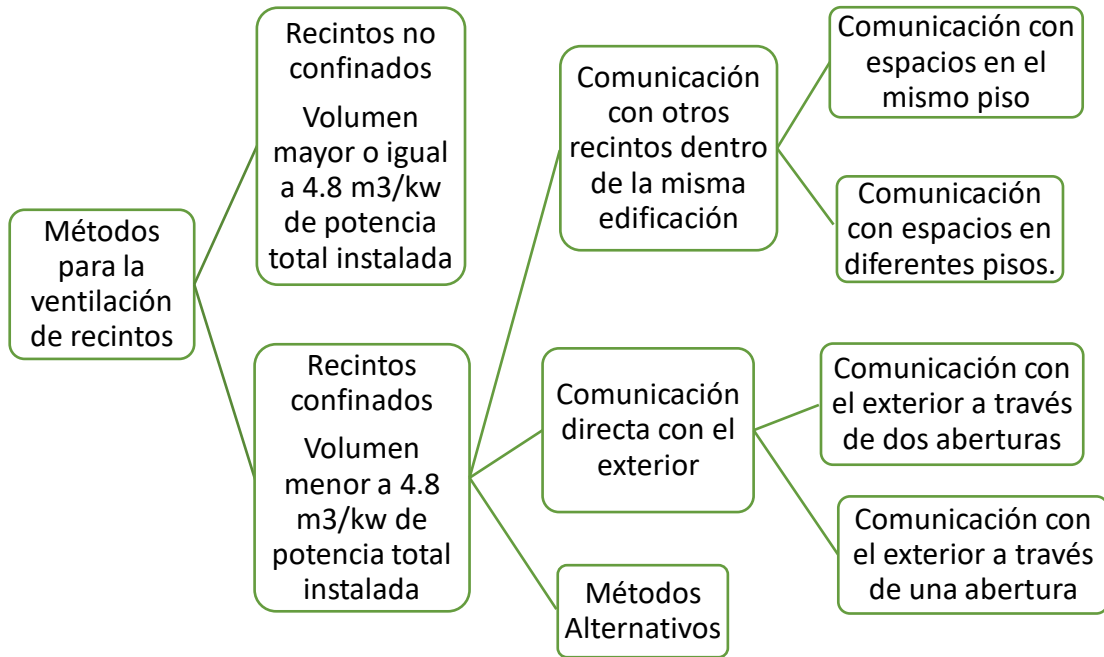 Métodos
para la
ventilación
de recintos
Recintos no
confinados
Volumen
mayor o igual
a 4.8 m3/kw
de potencia
total instalada
Recintos
confinados
Volumen
menor a 4.8
m3/kw de
potencia total
instalada
Comunicación
con otros
recintos dentro
de la misma
edificación
Comunicación con
espacios en el
mismo piso
Comunicación
con espacios en
diferentes pisos.
Comunicación
directa con el
exterior
Comunicación con
el exterior a través
de dos aberturas
Comunicación con
el exterior a través
de una abertura
Métodos
Alternativos